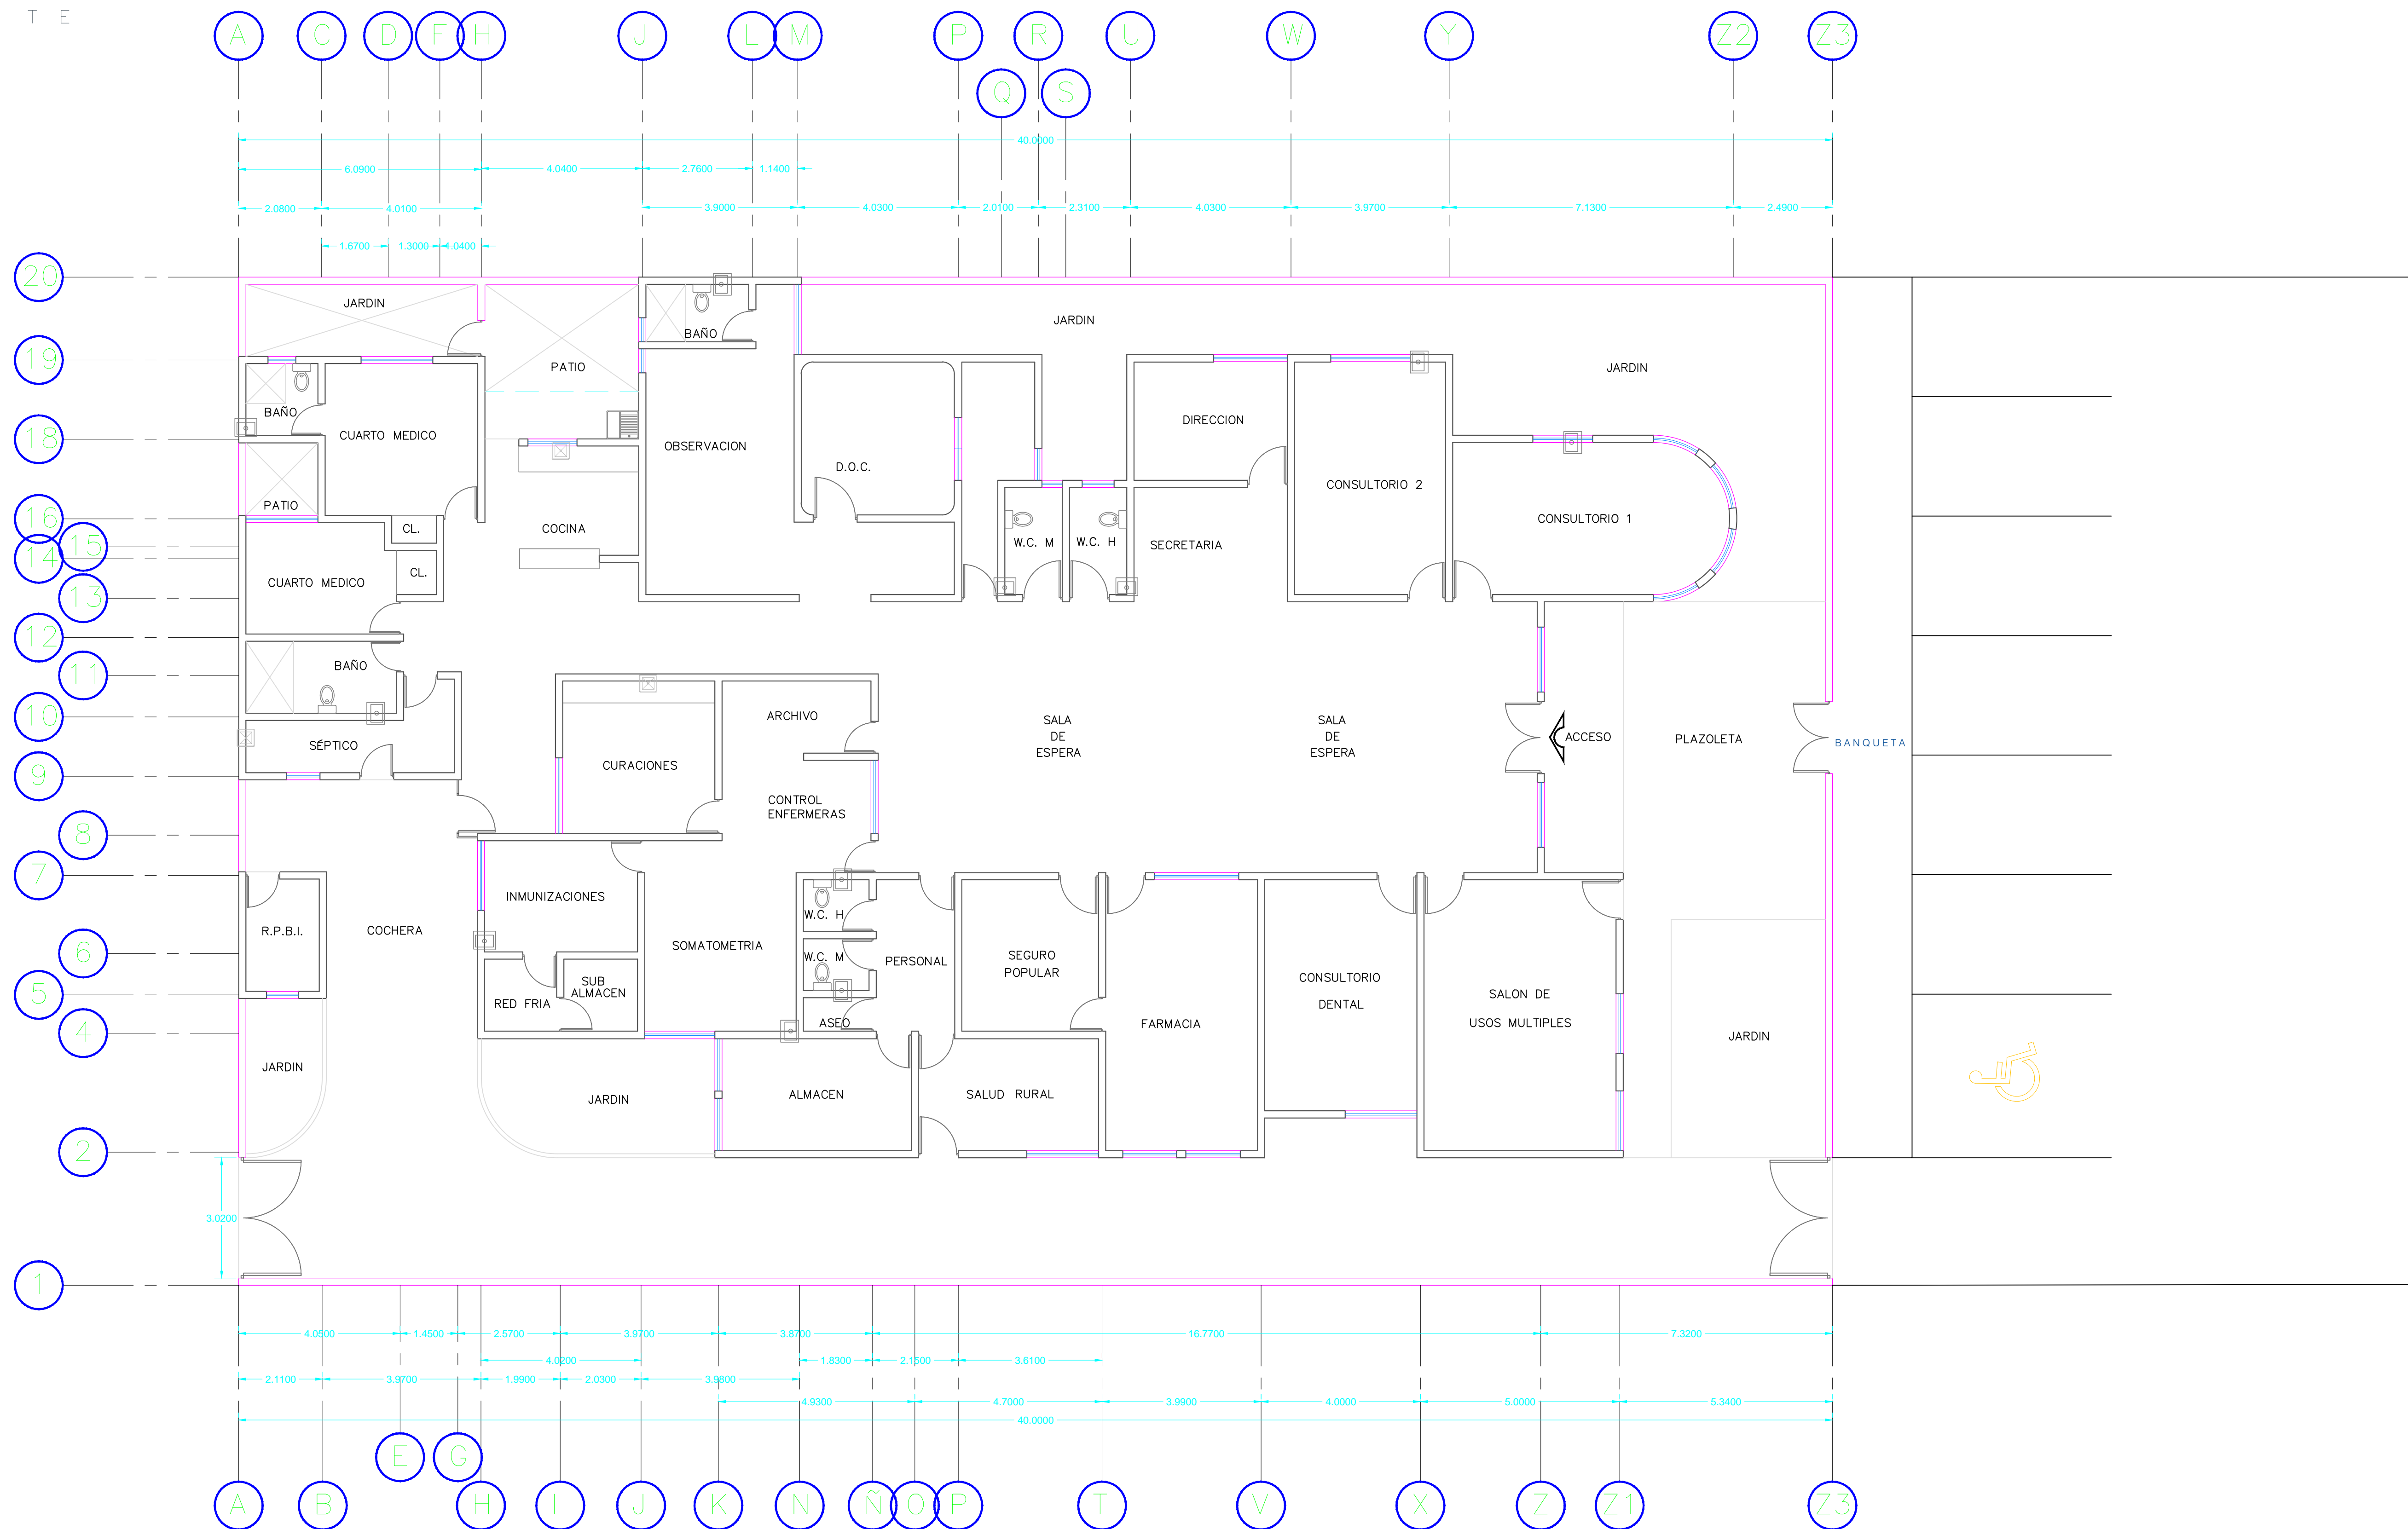 T E
A C D F H J L M P R U W Y Z2 Z3
Q S
40.0000
6.0900 4.0400 2.7600 1.1400
2.0800 4.0100 3.9000 4.0300 2.0100 2.3100 4.0300 3.9700 7.1300 2.4900
1.6700 1.3000 1.0400
20
JARDIN
JARDIN
BAÑO
19
PATIO
JARDIN
BAÑO
DIRECCION
18
CUARTO MEDICO
OBSERVACION
D.O.C.
CONSULTORIO 2
PATIO
16
CONSULTORIO 1
CL.
COCINA
W.C. M
W.C. H
SECRETARIA
15
14
CL.
CUARTO MEDICO
13
12
BAÑO
11
10
ARCHIVO
SALA
DE
ESPERA
SALA
DE
ESPERA
ACCESO
PLAZOLETA
BANQUETA
SÉPTICO
CURACIONES
9
CONTROL
ENFERMERAS
8
7
INMUNIZACIONES
W.C. H
R.P.B.I.
COCHERA
SOMATOMETRIA
6
W.C. M
PERSONAL
SEGURO
POPULAR
CONSULTORIO
DENTAL
SUB
ALMACEN
5
RED FRIA
SALON DE
USOS MULTIPLES
ASEO
FARMACIA
4
JARDIN
JARDIN
JARDIN
ALMACEN
SALUD RURAL
2
3.0200
1
4.0500 1.4500 2.5700 3.9700 3.8700 16.7700 7.3200
4.0200 1.8300 2.1500 3.6100
2.1100 3.9700 1.9900 2.0300 3.9800
4.9300 4.7000 3.9900 4.0000 5.0000 5.3400
40.0000
E G
A B H I J K N Ñ O P T V X Z Z1 Z3